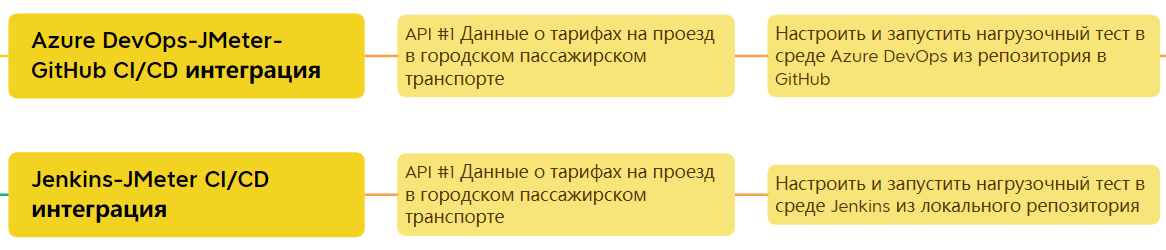 Azure DevOps-JMeter-
GitHub CI/CD интеграция
API #1 Данные о тарифах на проезд
в городском пассажирском
транспорте
Настроить и запустить нагрузочный тест в
среде Azure DevOps из репозитория в
GitHub
Jenkins-JMeter CI/CD
интеграция
API #1 Данные о тарифах на проезд
в городском пассажирском
транспорте
Настроить и запустить нагрузочный тест в
среде Jenkins из локального репозитория